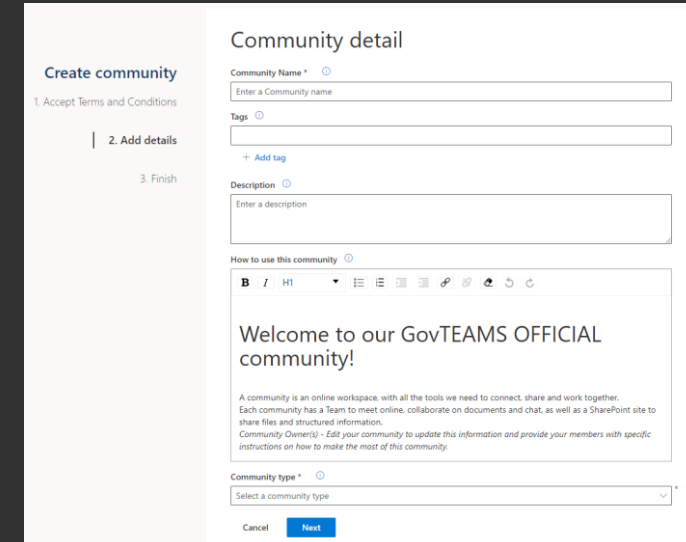 Community detail
Create community
Community Name *
1. Accept Terms and Conditions
Enter a Community name
Tags
2. Add details
+ Add tag
3. Finish
Description
Enter a description
How to use this community
B I H1
Welcome to our GovTEAMS OFFICIAL
community!
A community is an online workspace, with all the tools we need to connect, share and work together.
Each community has a Team to meet online, collaborate on documents and chat, as well as a SharePoint site to
share files and structured information.
Community Owner(s) - Edit your community to update this information and provide your members with specific
instructions on how to make the most of this community.
Community type *
Select a community type *
Cancel Next